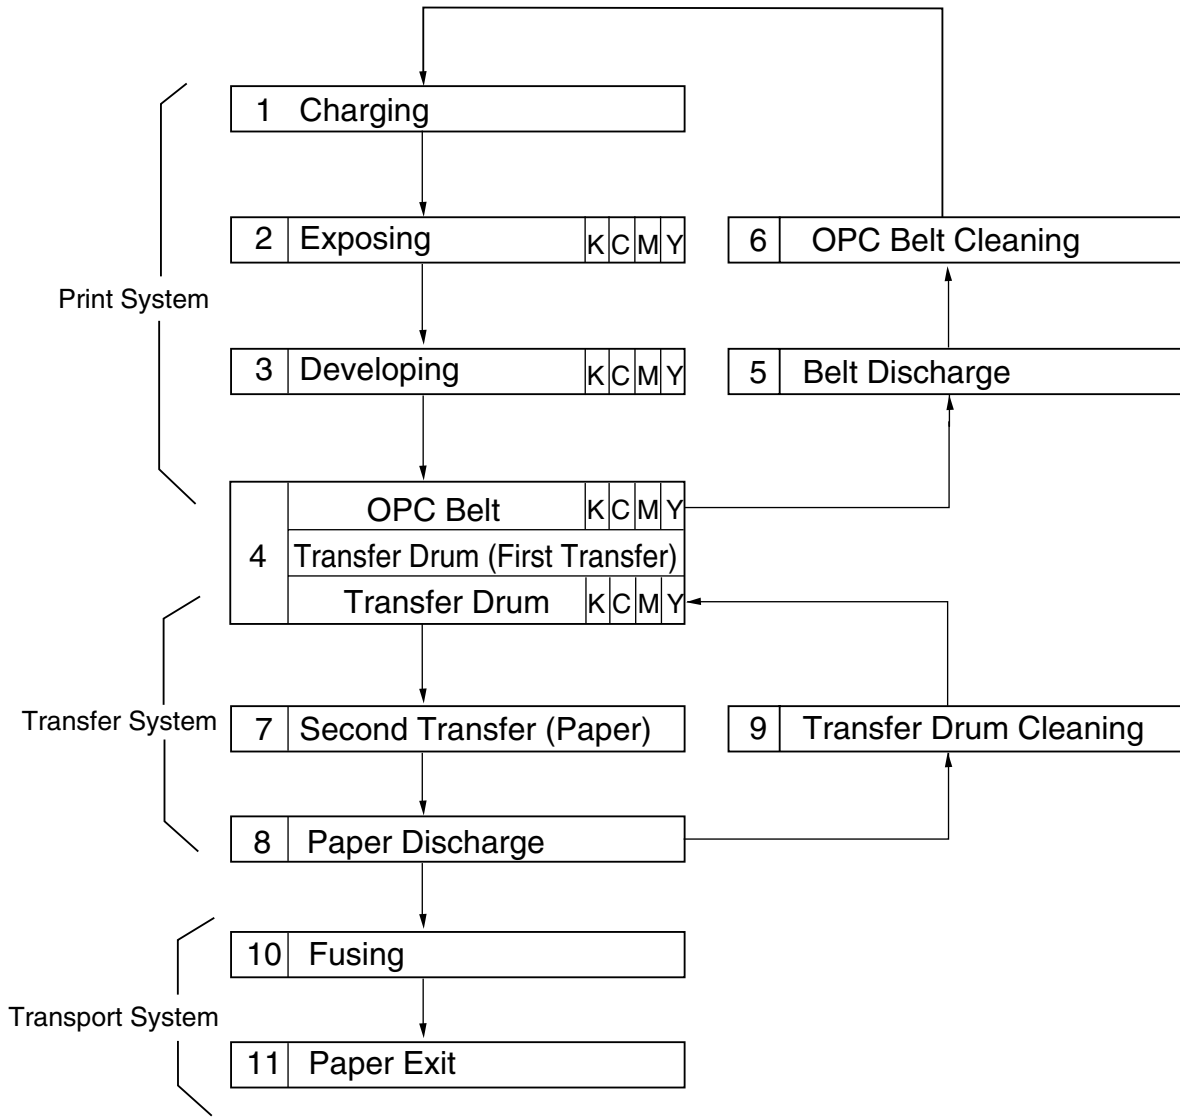 1 Charging
2 Exposing K C M Y
6 OPC Belt Cleaning
Print System
3 Developing K C M Y
5 Belt Discharge
4
OPC Belt K C M Y
Transfer Drum (First Transfer)
Transfer Drum K C M Y
Transfer System
7 Second Transfer (Paper)
9 Transfer Drum Cleaning
8 Paper Discharge
10 Fusing
Transport System
11 Paper Exit